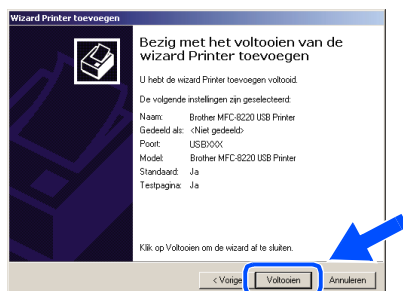 Wizard Printer toevoegen
Bezig met het voltooien van de
wizard Printer toevoegen
U hebt de wizard Printer toevoegen voltooid.
De volgende instellingen zijn geselecteerd:
Naam: Brother MFC-8220 USB Printer
Gedeeld als: <Niet gedeeld>
Poort: USBXXX
Model: Brother MFC-8220 USB Printer
Standaard: Ja
Testpagina: Ja
Klik op Voltooien om de wizard af te sluiten.
< Vorige Voltooien Annuleren